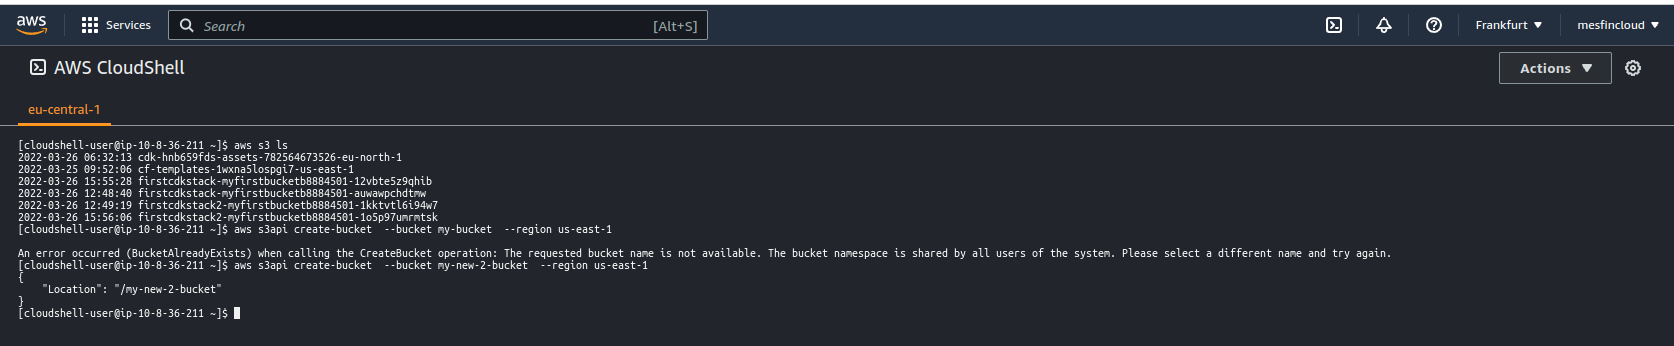 aws Services Search [Alt+S] Frankfurt mesfincloud
AWS CloudShell Actions
eu-central-1
[cloudshell-user@ip-10-8-36-211 ~]$ aws s3 ls
2022-03-26 06:32:13 cdk-hnb659fds-assets-782564673526-eu-north-1
2022-03-25 09:52:06 cf-templates-1wxna5lospgi7-us-east-1
2022-03-26 15:55:28 firstcdkstack-myfirstbucketb8884501-12vbte5z9qhib
2022-03-26 12:48:40 firstcdkstack-myfirstbucketb8884501-auwawpchdtmw
2022-03-26 12:49:19 firstcdkstack2-myfirstbucketb8884501-1kktvtl6i94w7
2022-03-26 15:56:06 firstcdkstack2-myfirstbucketb8884501-1o5p97umrmtsk
[cloudshell-user@ip-10-8-36-211 ~]$ aws s3api create-bucket  --bucket my-bucket  --region us-east-1
An error occurred (BucketAlreadyExists) when calling the CreateBucket operation: The requested bucket name is not available. The bucket namespace is shared by all users of the system. Please select a different name and try again.
[cloudshell-user@ip-10-8-36-211 ~]$ aws s3api create-bucket  --bucket my-new-2-bucket  --region us-east-1
{
    "Location": "/my-new-2-bucket"
}
[cloudshell-user@ip-10-8-36-211 ~]$